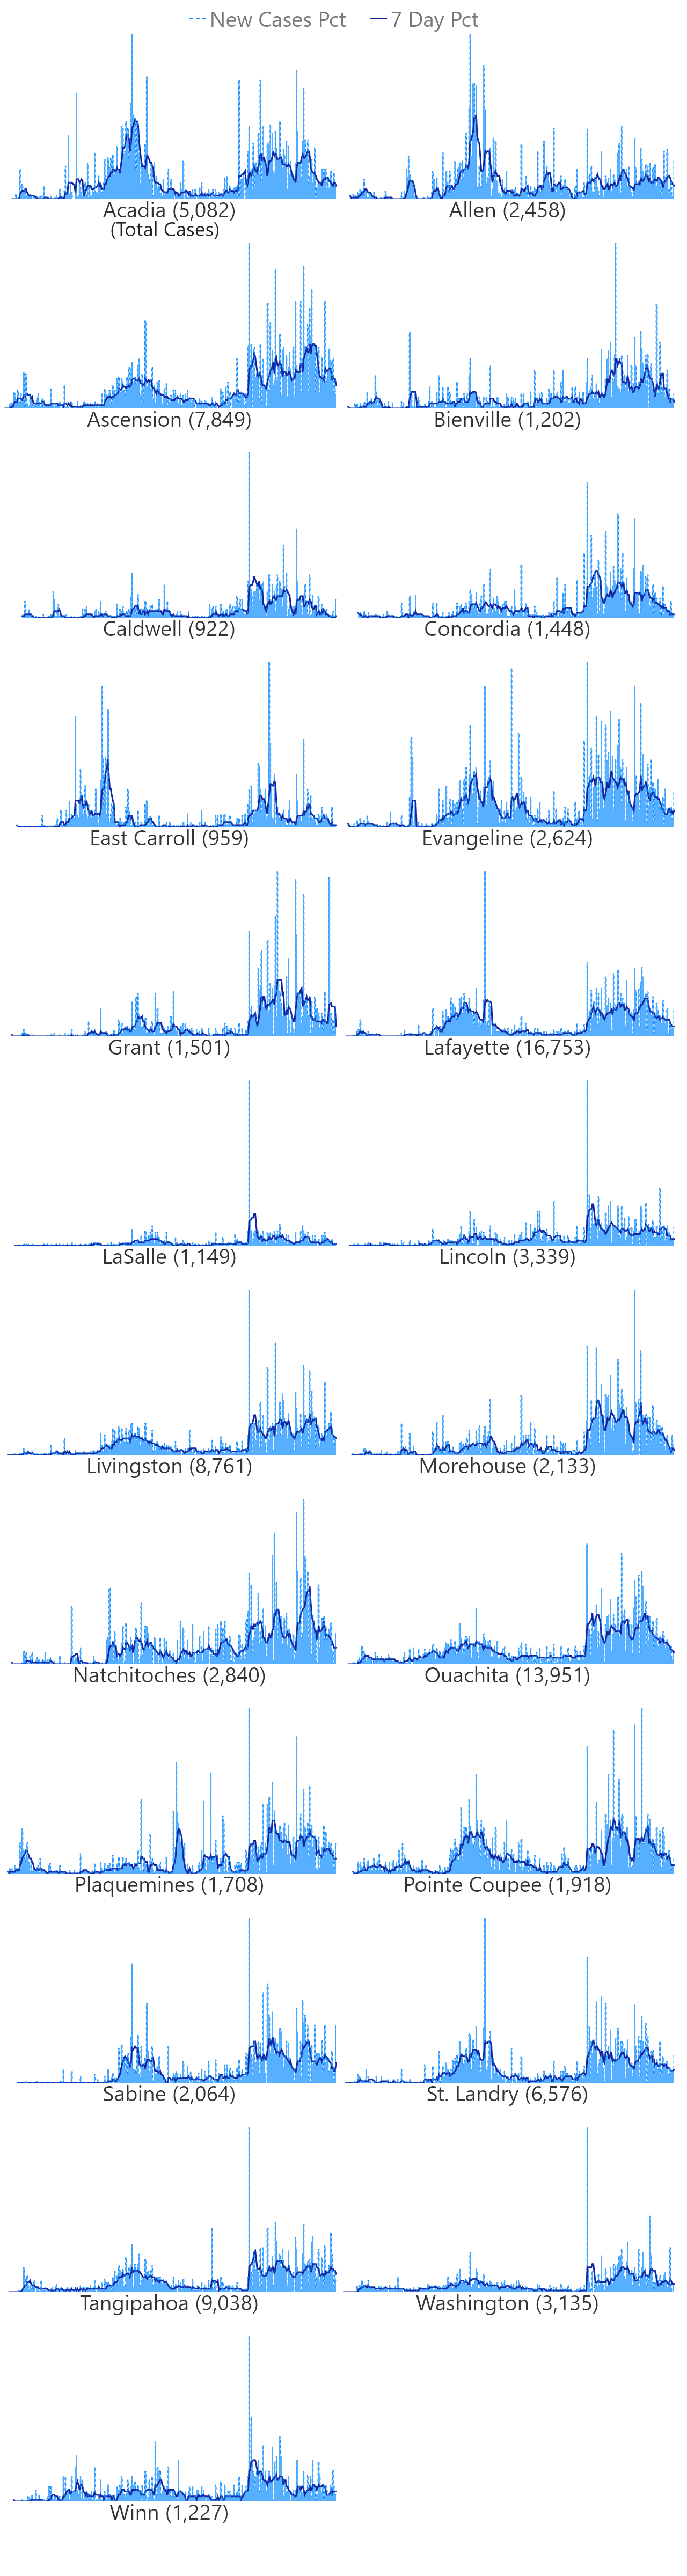 New Cases Pct 7 Day Pct
Acadia (5,082) Allen (2,458)
(Total Cases)
Ascension (7,849) Bienville (1,202)
Caldwell (922) Concordia (1,448)
East Carroll (959) Evangeline (2,624)
Grant (1,501) Lafayette (16,753)
LaSalle (1,149) Lincoln (3,339)
Livingston (8,761) Morehouse (2,133)
Natchitoches (2,840) Ouachita (13,951)
Plaquemines (1,708) Pointe Coupee (1,918)
Sabine (2,064) St. Landry (6,576)
Tangipahoa (9,038) Washington (3,135)
Winn (1,227)